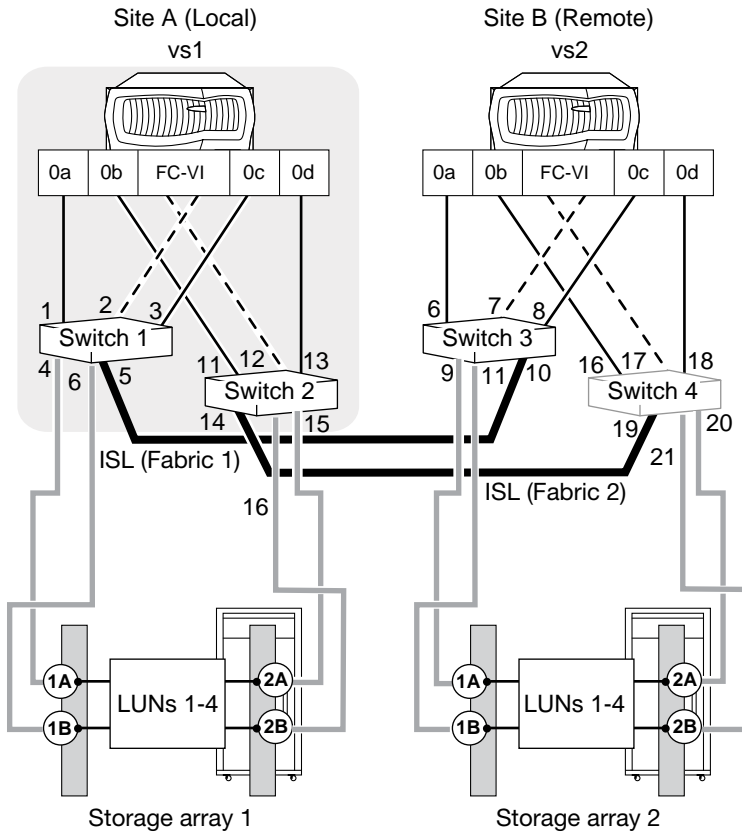 Site A (Local)
vs1
Site B (Remote)
vs2
0a 0b FC-VI 0c 0d
0a 0b FC-VI 0c 0d
1 2 3
Switch 1
4 6 5
11 12 13
Switch 2
14 15
16
6 7 8
Switch 3
9 11 10
16 17 18
Switch 4
19 20
21
ISL (Fabric 1)
ISL (Fabric 2)
1A
1B
LUNs 1-4
2A
2B
Storage array 1
1A
1B
LUNs 1-4
2A
2B
Storage array 2